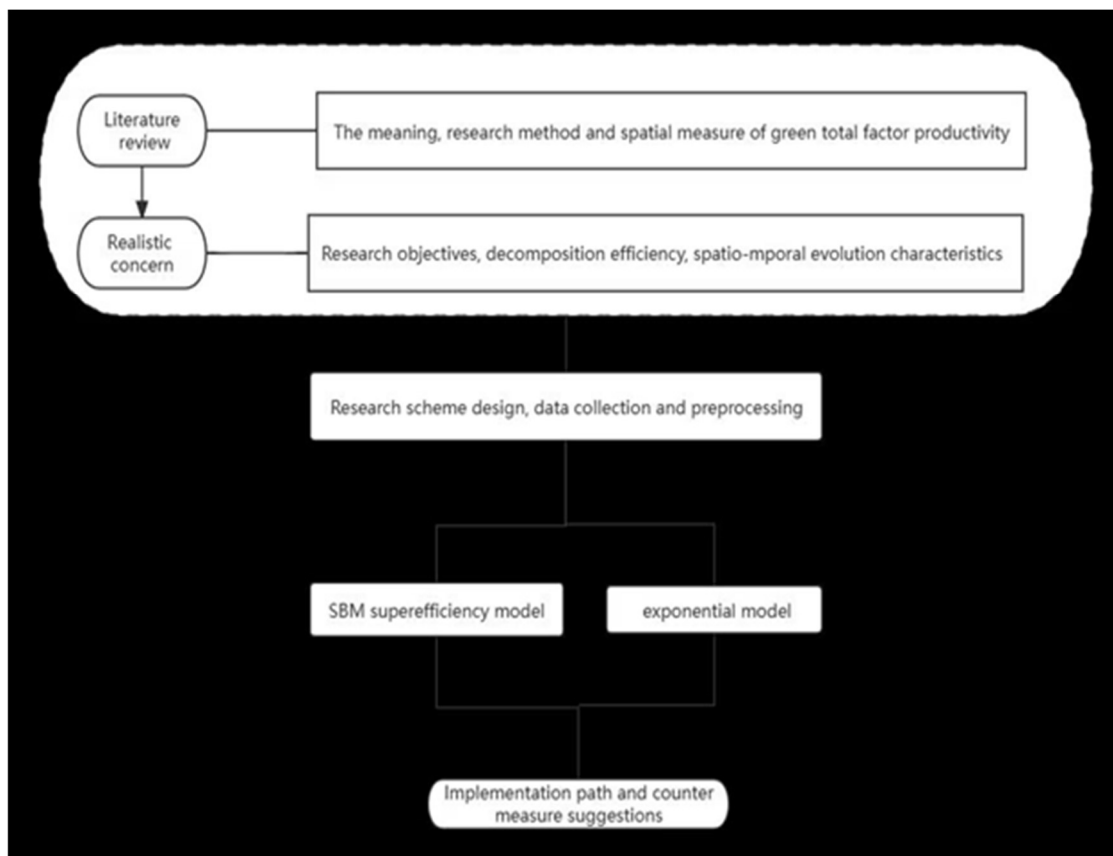 Literature
review
The meaning, research method and spatial measure of green total factor productivity
Realistic
concern
Research objectives, decomposition efficiency, spatio-mporal evolution characteristics
Research scheme design, data collection and preprocessing
SBM superefficiency model
exponential model
Implementation path and counter
measure suggestions